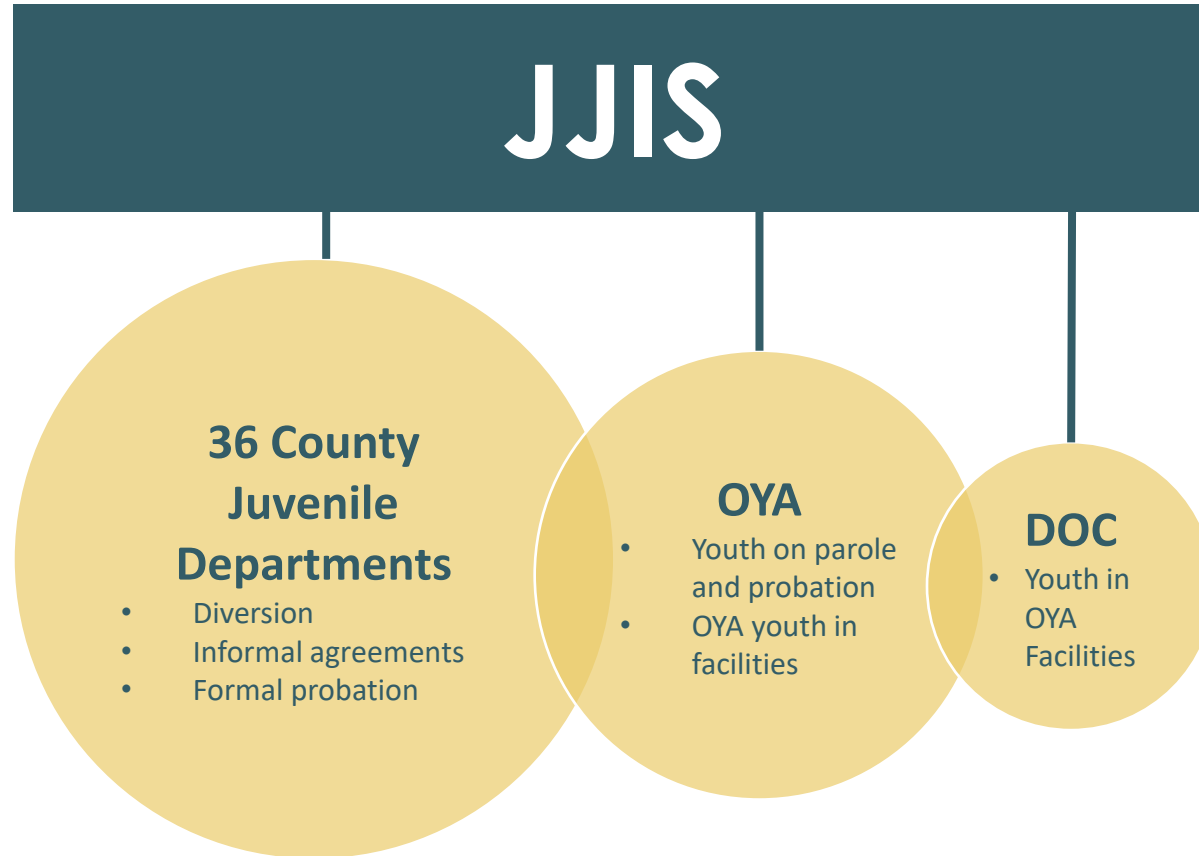 JJIS
36 County
Juvenile
Departments
• Diversion
• Informal agreements
• Formal probation
OYA
• Youth on parole
and probation
• OYA youth in
facilities
DOC
• Youth in
OYA
Facilities